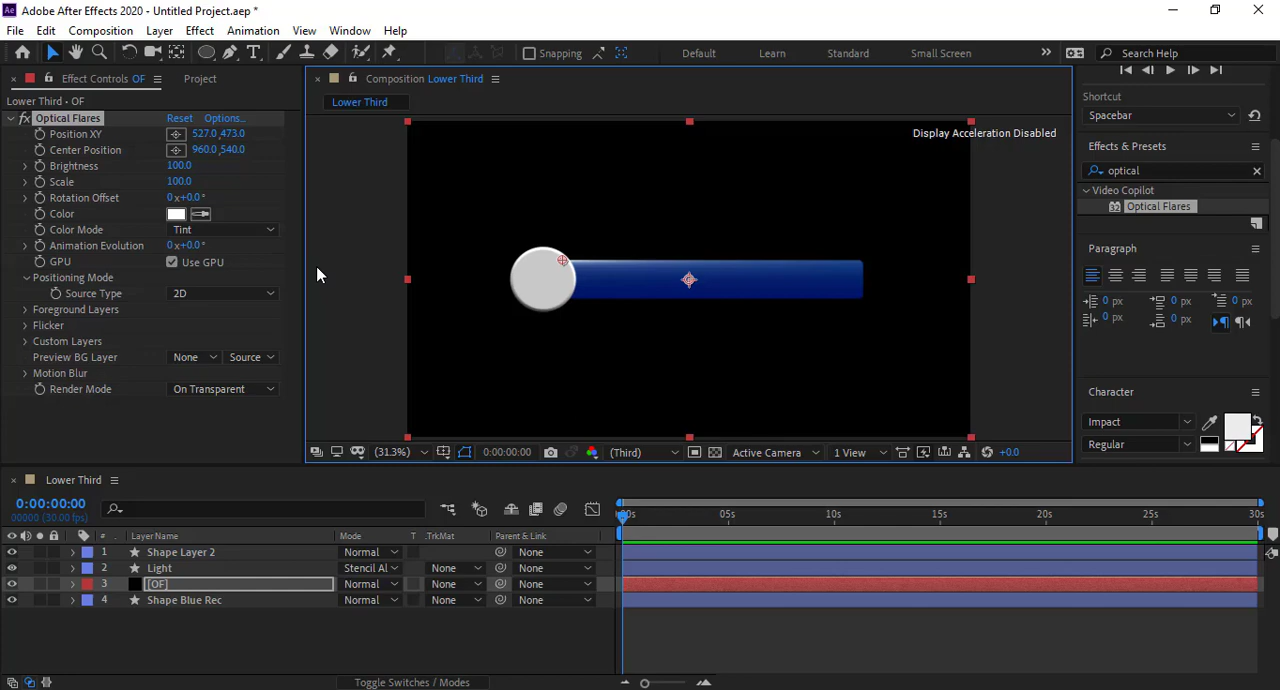 Ae Adobe After Effects 2020 - Untitled Project.aep *
File Edit Composition Layer Effect Animation View Window Help
Snapping Default Learn Standard Small Screen Search Help
Effect Controls OF Project
Lower Third • OF
fx Optical Flares Reset Options...
Position XY 527.0,473.0
Center Position 960.0,540.0
Brightness 100.0
Scale 100.0
Rotation Offset 0x+0.0°
Color
Color Mode Tint
Animation Evolution 0x+0.0°
GPU Use GPU
Positioning Mode
Source Type 2D
Foreground Layers
Flicker
Custom Layers
Preview BG Layer None Source
Motion Blur
Render Mode On Transparent
Composition Lower Third
Lower Third
Display Acceleration Disabled
(31.3%) 0:00:00:00 (Third) Active Camera 1 View +0.0
Shortcut
Spacebar
Effects & Presets
optical
Video Copilot
32 Optical Flares
Paragraph
0 px 0 px 0 px
0 px 0 px
Character
Impact
Regular
Lower Third
0:00:00:00
00000 (30.00 fps)
# Layer Name Mode T .TrkMat Parent & Link
1 Shape Layer 2 Normal None
2 Light Stencil Al None None
3 [OF] Normal None None
4 Shape Blue Rec Normal None None
:00s 05s 10s 15s 20s 25s 30s
Toggle Switches / Modes